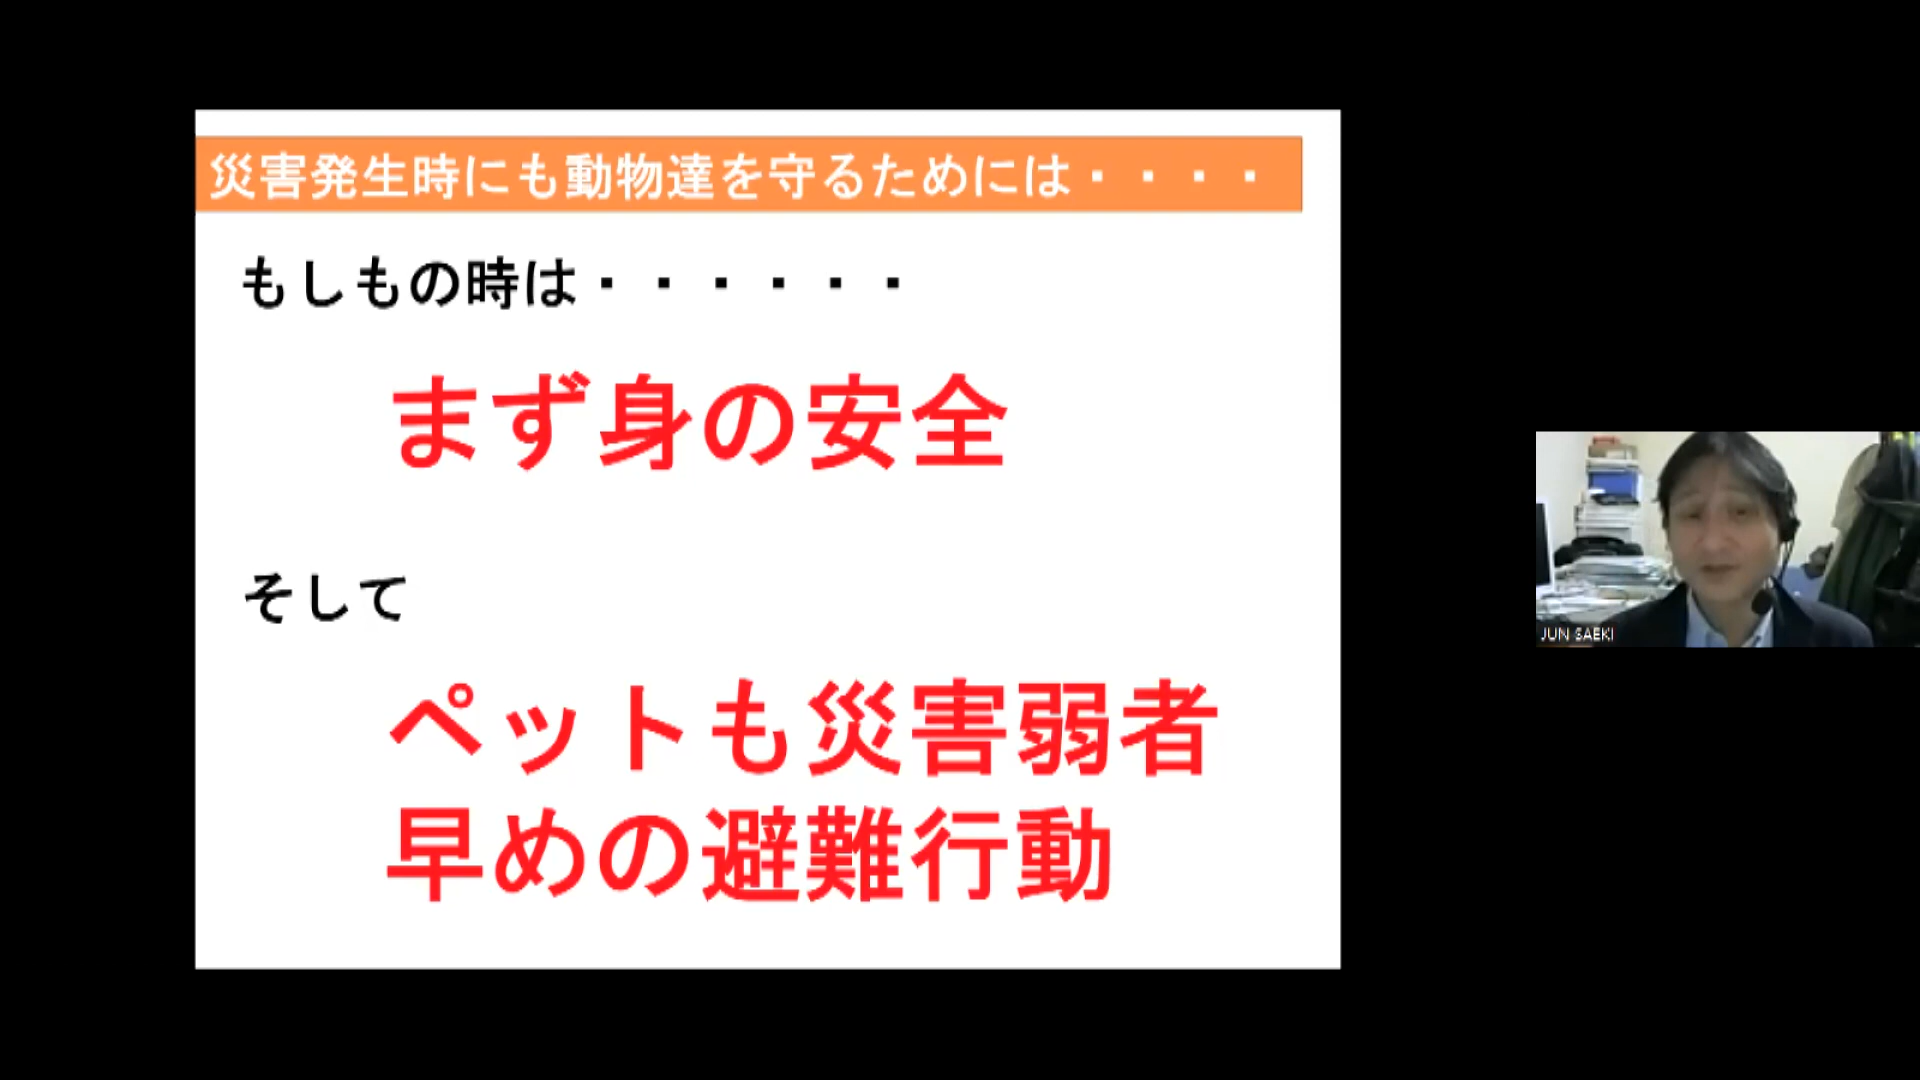 災害発生時にも動物達を守るためには・・・・
もしもの時は・・・・・・
まず身の安全
そして
ペットも災害弱者
早めの避難行動
JUN SAEKI